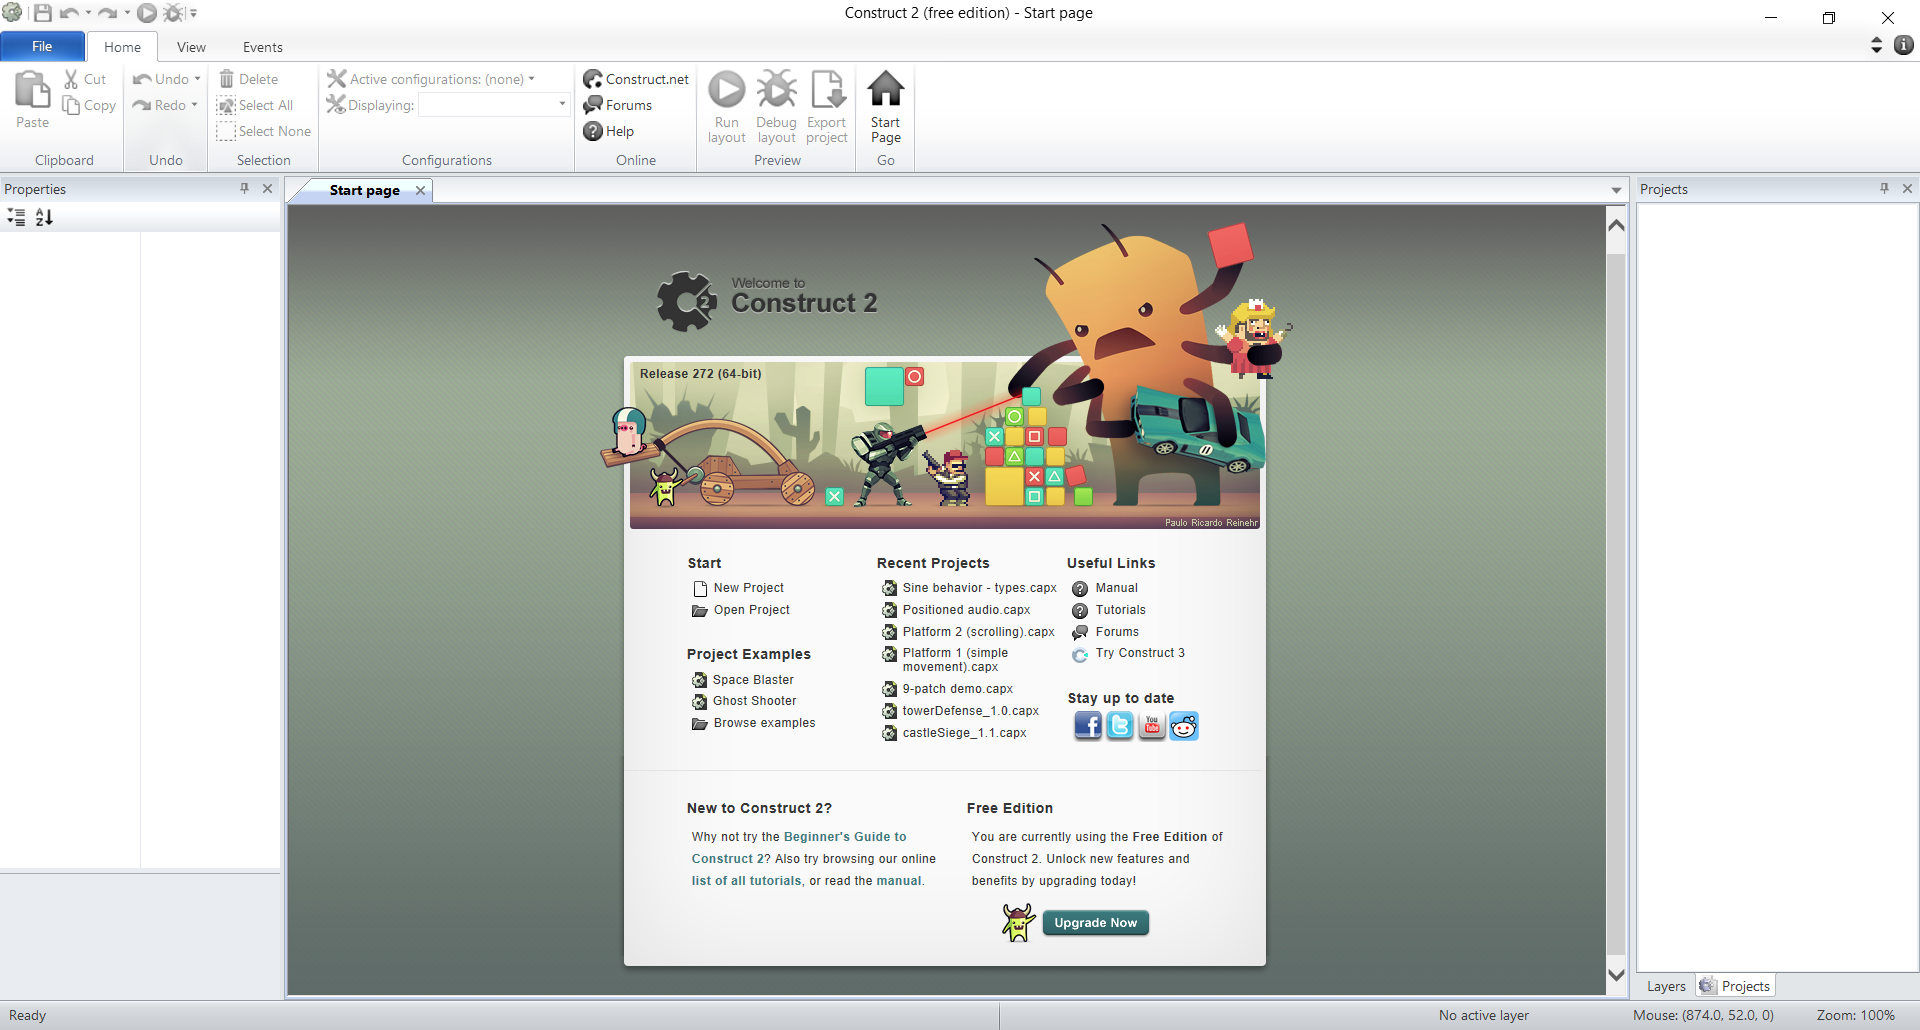 Construct 2 (free edition) - Start page
File
Home
View
Events
Paste
Cut
Copy
Clipboard
Undo
Redo
Undo
Delete
Select All
Select None
Selection
Active configurations: (none)
Displaying:
Configurations
Construct.net
Forums
Help
Online
Run layout
Debug layout
Export project
Preview
Start Page
Go
Properties
Start page
Projects
Welcome to
Construct 2
Release 272 (64-bit)
Paulo Ricardo Reinehr
Start
New Project
Open Project
Project Examples
Space Blaster
Ghost Shooter
Browse examples
Recent Projects
Sine behavior - types.capx
Positioned audio.capx
Platform 2 (scrolling).capx
Platform 1 (simple
movement).capx
9-patch demo.capx
towerDefense_1.0.capx
castleSiege_1.1.capx
Useful Links
Manual
Tutorials
Forums
Try Construct 3
Stay up to date
You
Tube
New to Construct 2?
Why not try the Beginner's Guide to
Construct 2? Also try browsing our online
list of all tutorials, or read the manual.
Free Edition
You are currently using the Free Edition of
Construct 2. Unlock new features and
benefits by upgrading today!
Upgrade Now
Layers
Projects
Ready
No active layer
Mouse: (874.0, 52.0, 0)
Zoom: 100%